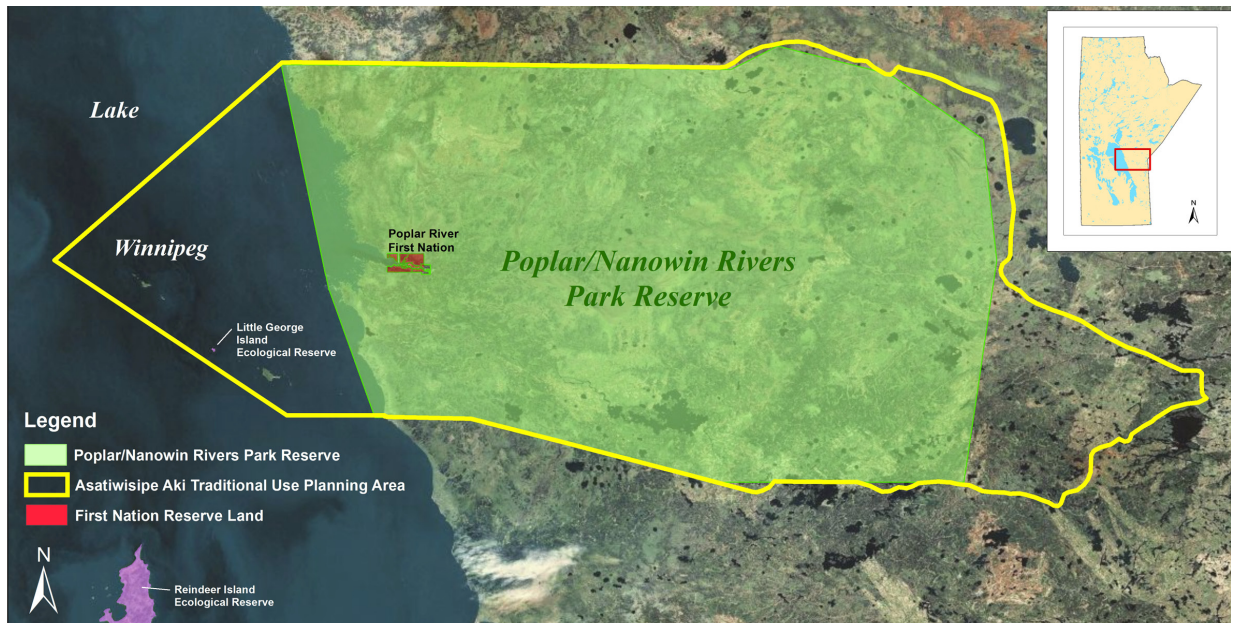 Lake
Winnipeg
Poplar River
First Nation
Poplar/Nanowin Rivers
Park Reserve
Little George
Island
Ecological Reserve
Legend
Poplar/Nanowin Rivers Park Reserve
Asatiwisipe Aki Traditional Use Planning Area
First Nation Reserve Land
N
Reindeer Island
Ecological Reserve
N